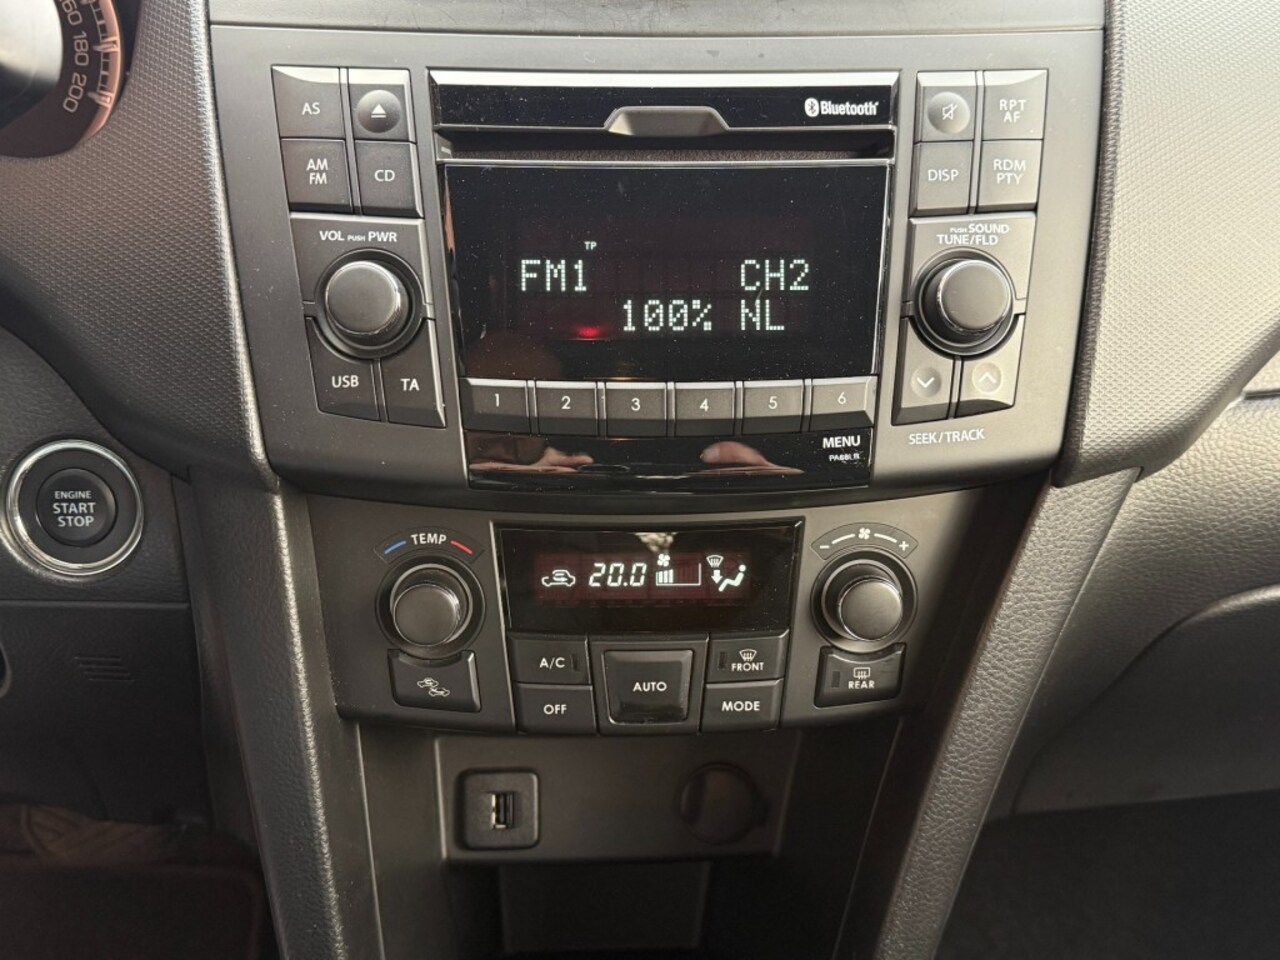 160 180 200
AS
AM
FM
CD
VOL PUSH PWR
USB
TA
Bluetooth®
TP
FM1 CH2
100% NL
1 2 3 4 5 6
MENU
RPT
AF
DISP
RDM
PTY
PUSH SOUND
TUNE/FLD
SEEK/TRACK
ENGINE
START
STOP
TEMP
20.0
- +
A/C
OFF
AUTO
FRONT
MODE
REAR